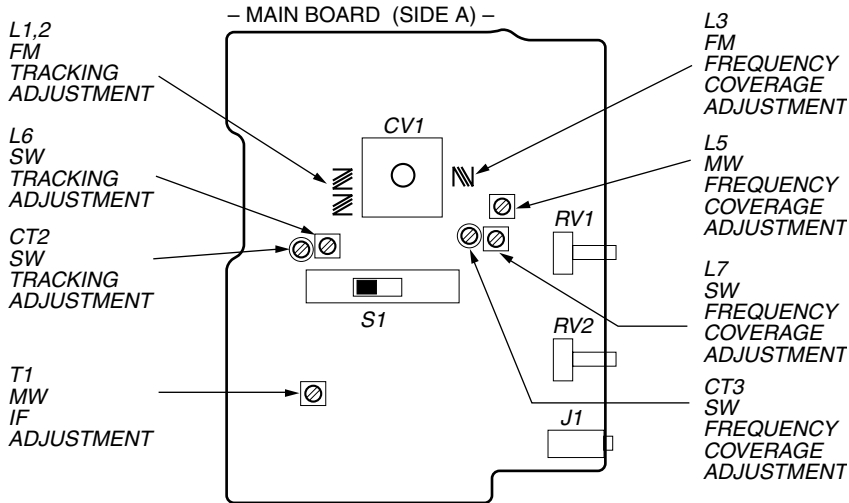 – MAIN BOARD (SIDE A) –
L1,2
FM
TRACKING
ADJUSTMENT
L6
SW
TRACKING
ADJUSTMENT
CT2
SW
TRACKING
ADJUSTMENT
T1
MW
IF
ADJUSTMENT
CV1
S1
RV1
RV2
J1
L3
FM
FREQUENCY
COVERAGE
ADJUSTMENT
L5
MW
FREQUENCY
COVERAGE
ADJUSTMENT
L7
SW
FREQUENCY
COVERAGE
ADJUSTMENT
CT3
SW
FREQUENCY
COVERAGE
ADJUSTMENT